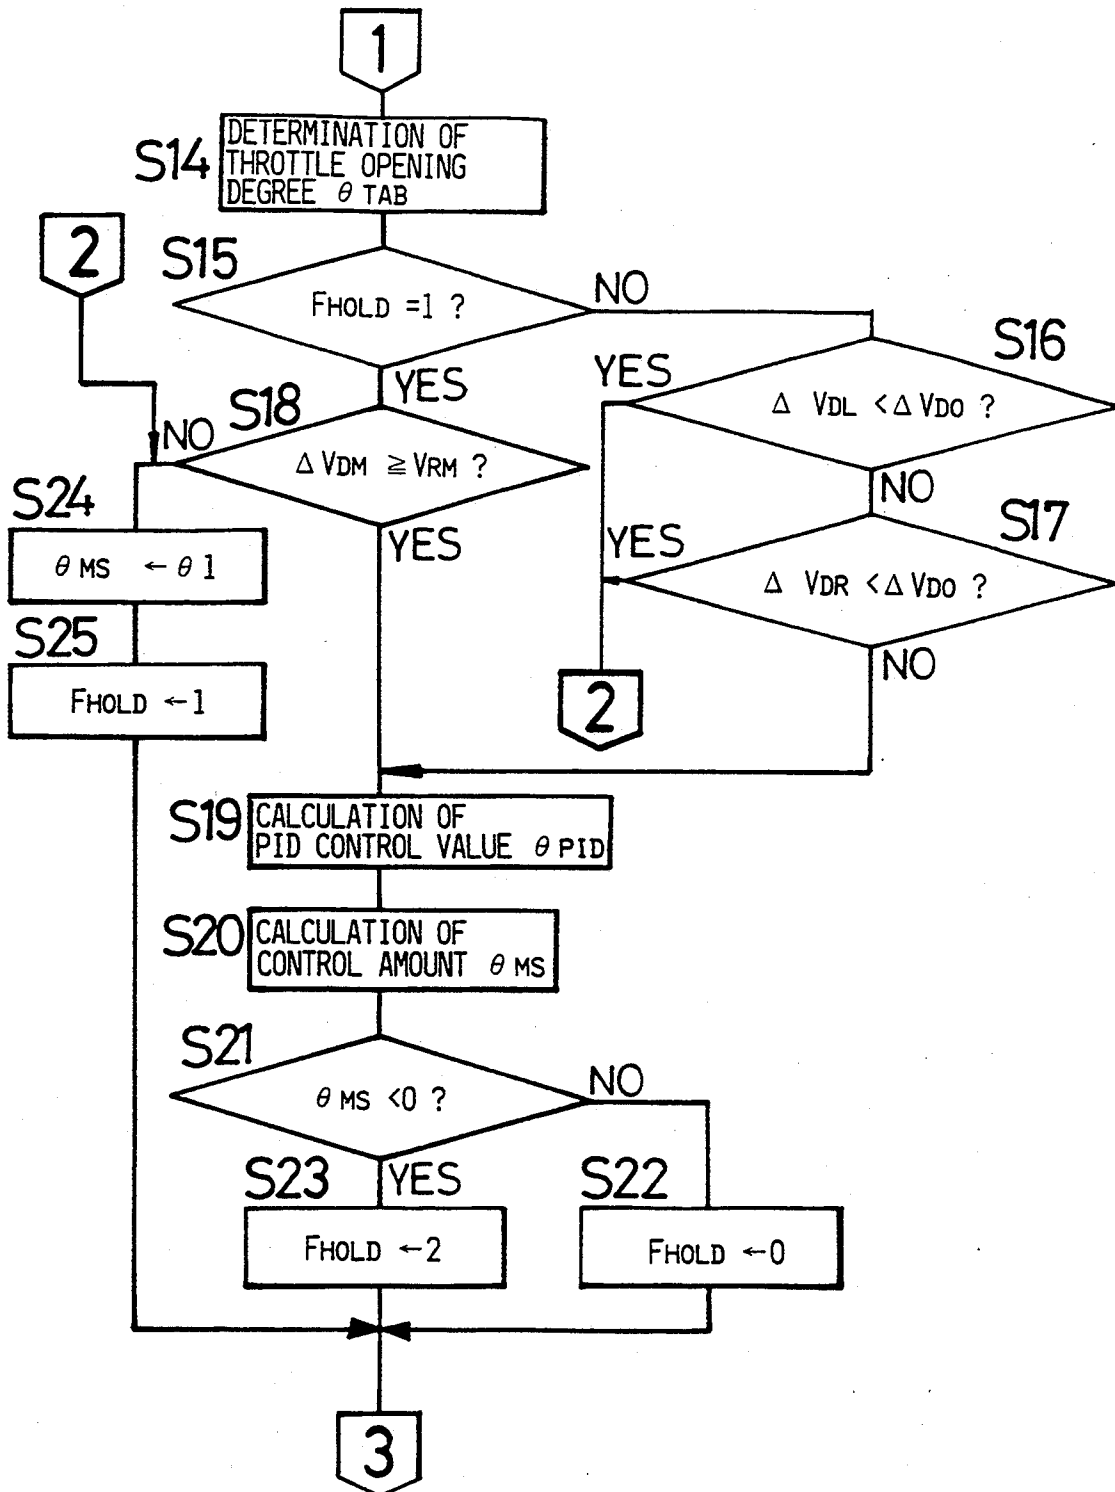 1
S14
DETERMINATION OF
THROTTLE OPENING
DEGREE θ TAB
2
S15
FHOLD =1 ?
NO
YES
S16
Δ VDL < Δ VDO ?
YES
NO
S18
Δ VDM ≧ VRM ?
NO
YES
S17
Δ VDR < Δ VDO ?
YES
NO
2
S24
θ MS ← θ 1
S25
FHOLD ← 1
S19
CALCULATION OF
PID CONTROL VALUE θ PID
S20
CALCULATION OF
CONTROL AMOUNT θ MS
S21
θ MS <0 ?
NO
YES
S23
FHOLD ←2
S22
FHOLD ←0
3